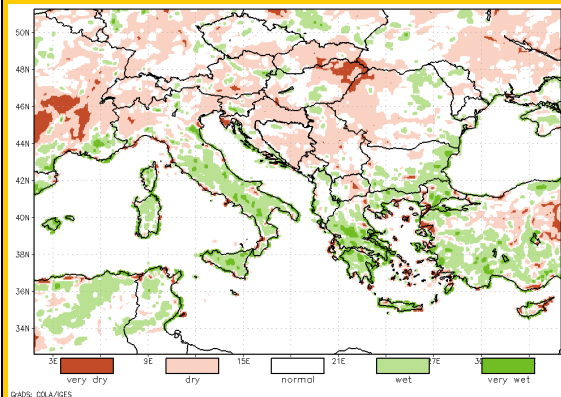 50N
48N
46N
44N
42N
40N
38N
36N
34N
3E 9E 15E 21E 27E
very dry dry normal wet very wet
GrADS: COLA/IGES